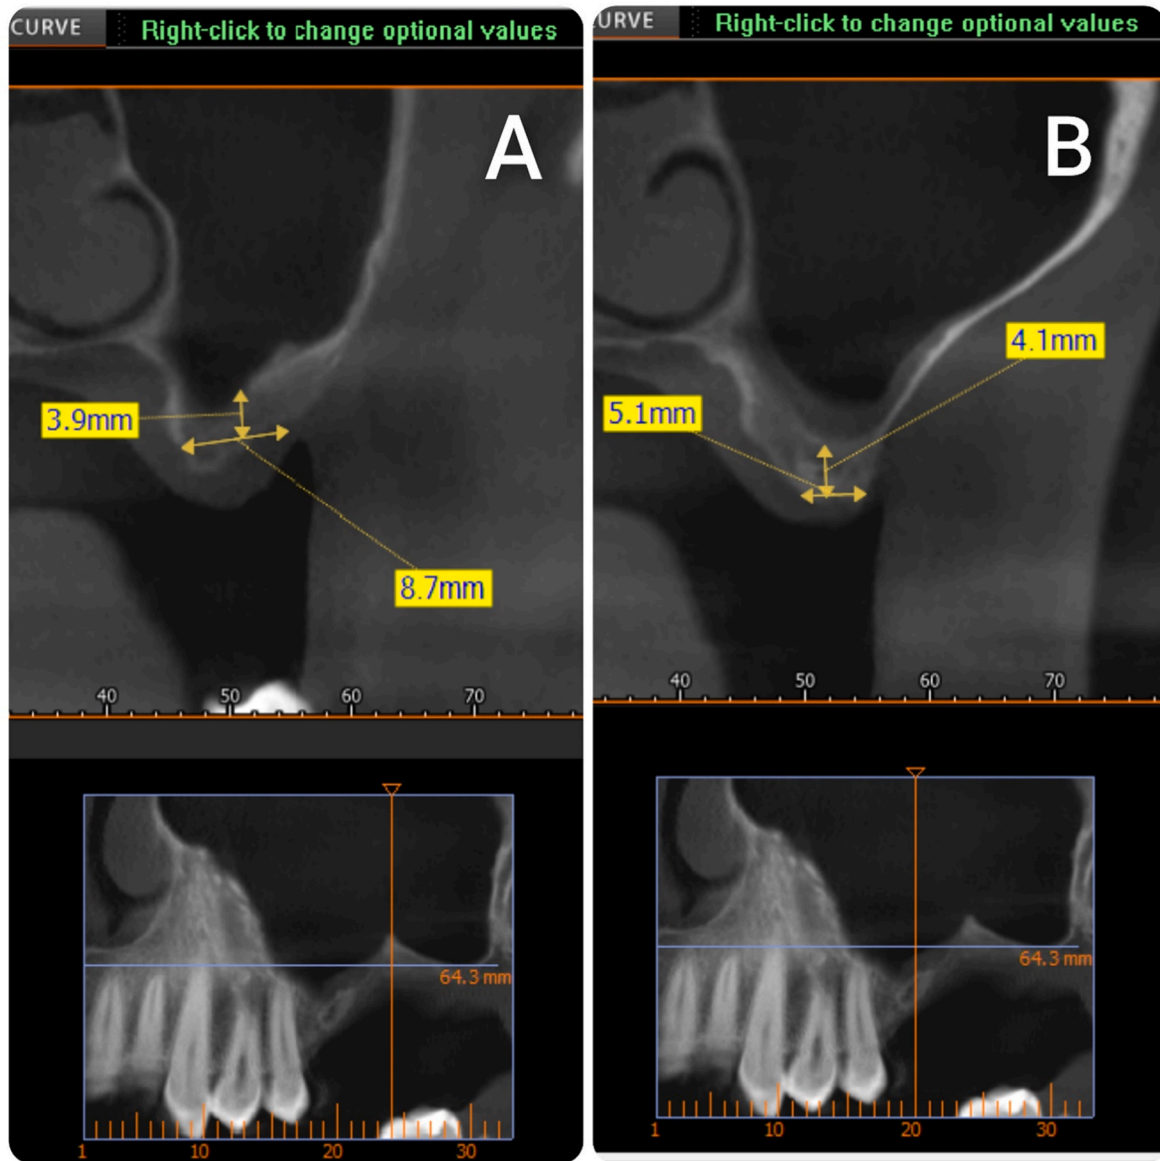 CURVE
Right-click to change optional values
A
3.9mm
8.7mm
40 50 60 70
64.3 mm
1 10 20 30
URVE
Right-click to change optional values
B
4.1mm
5.1mm
40 50 60 70
64.3 mm
1 10 20 30